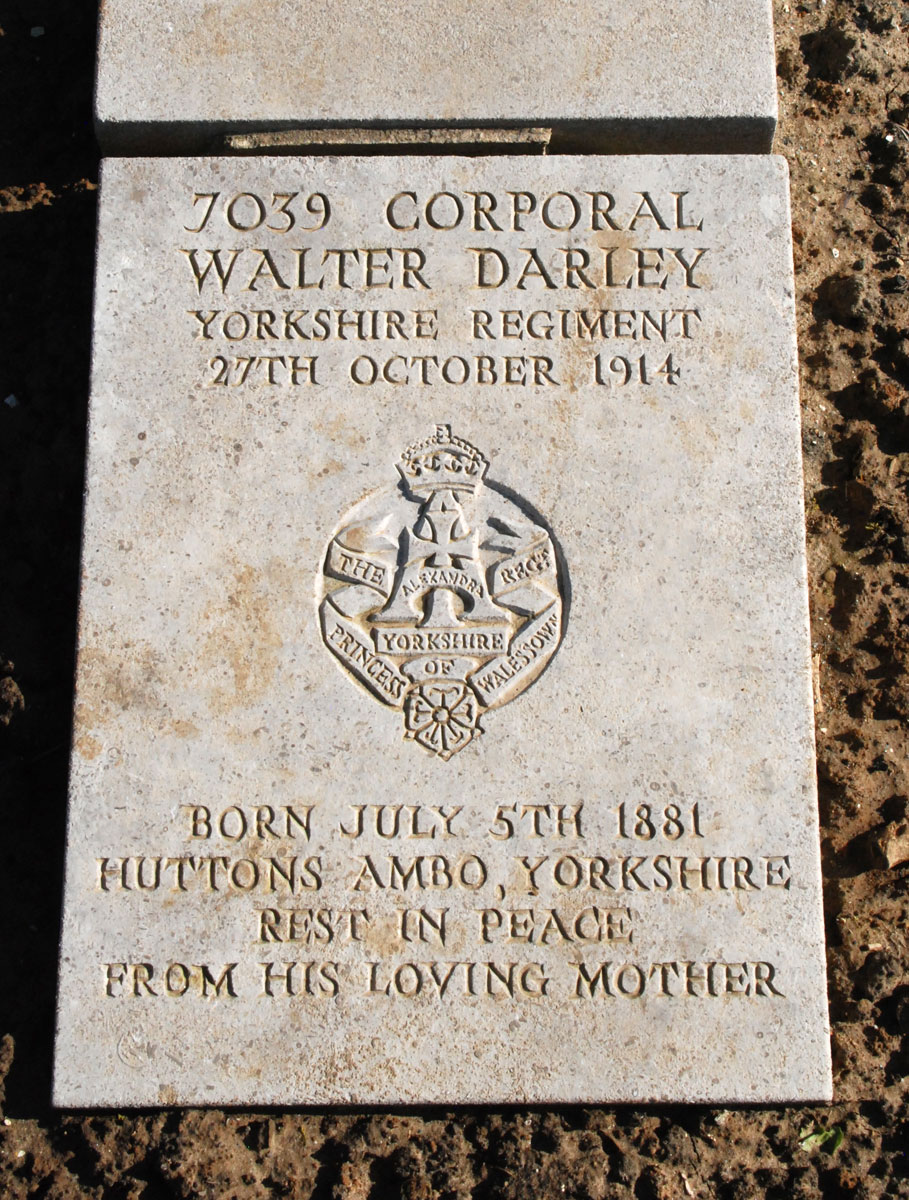 7039 CORPORAL
WALTER DARLEY
YORKSHIRE REGIMENT
27TH OCTOBER 1914
THE ALEXANDRA REGT
YORKSHIRE
PRINCESS OF WALES'S OWN
BORN JULY 5TH 1881
HUTTONS AMBO, YORKSHIRE
REST IN PEACE
FROM HIS LOVING MOTHER